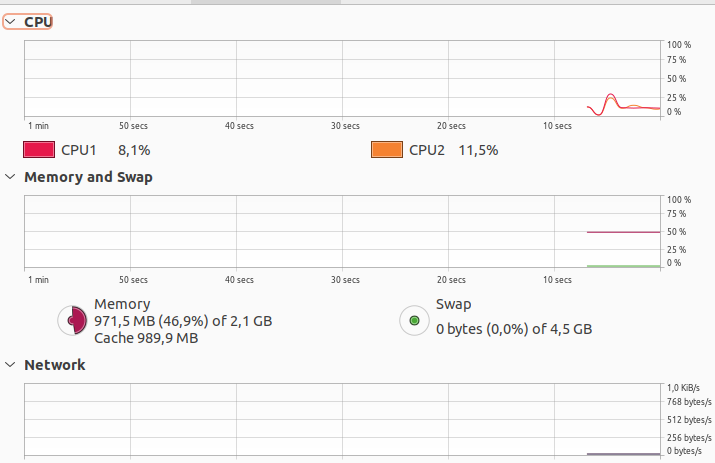 CPU
100 %
75 %
50 %
25 %
0 %
1 min 50 secs 40 secs 30 secs 20 secs 10 secs
CPU1 8,1% CPU2 11,5%
Memory and Swap
100 %
75 %
50 %
25 %
0 %
1 min 50 secs 40 secs 30 secs 20 secs 10 secs
Memory
971,5 MB (46,9%) of 2,1 GB
Cache 989,9 MB
Swap
0 bytes (0,0%) of 4,5 GB
Network
1,0 KiB/s
768 bytes/s
512 bytes/s
256 bytes/s
0 bytes/s